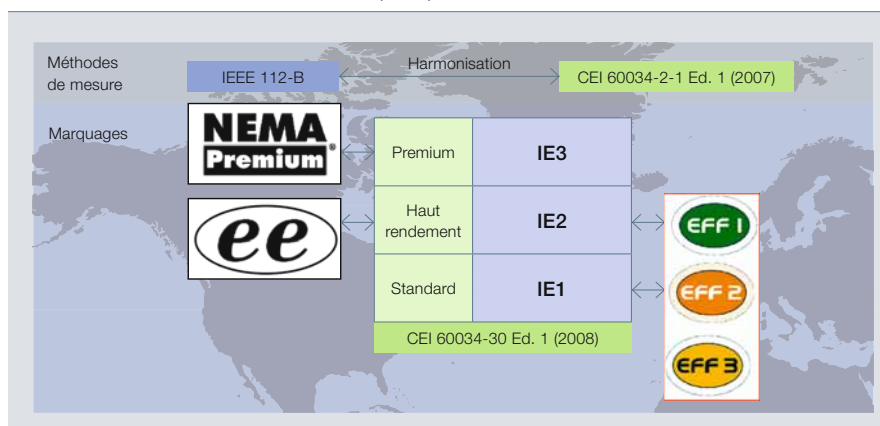 Méthodes
de mesure
IEEE 112-B
Harmonisation
CEI 60034-2-1 Ed. 1 (2007)
Marquages
NEMA
Premium®
Premium
IE3
ee
Haut
rendement
IE2
EFF 1
Standard
IE1
EFF 2
CEI 60034-30 Ed. 1 (2008)
EFF 3